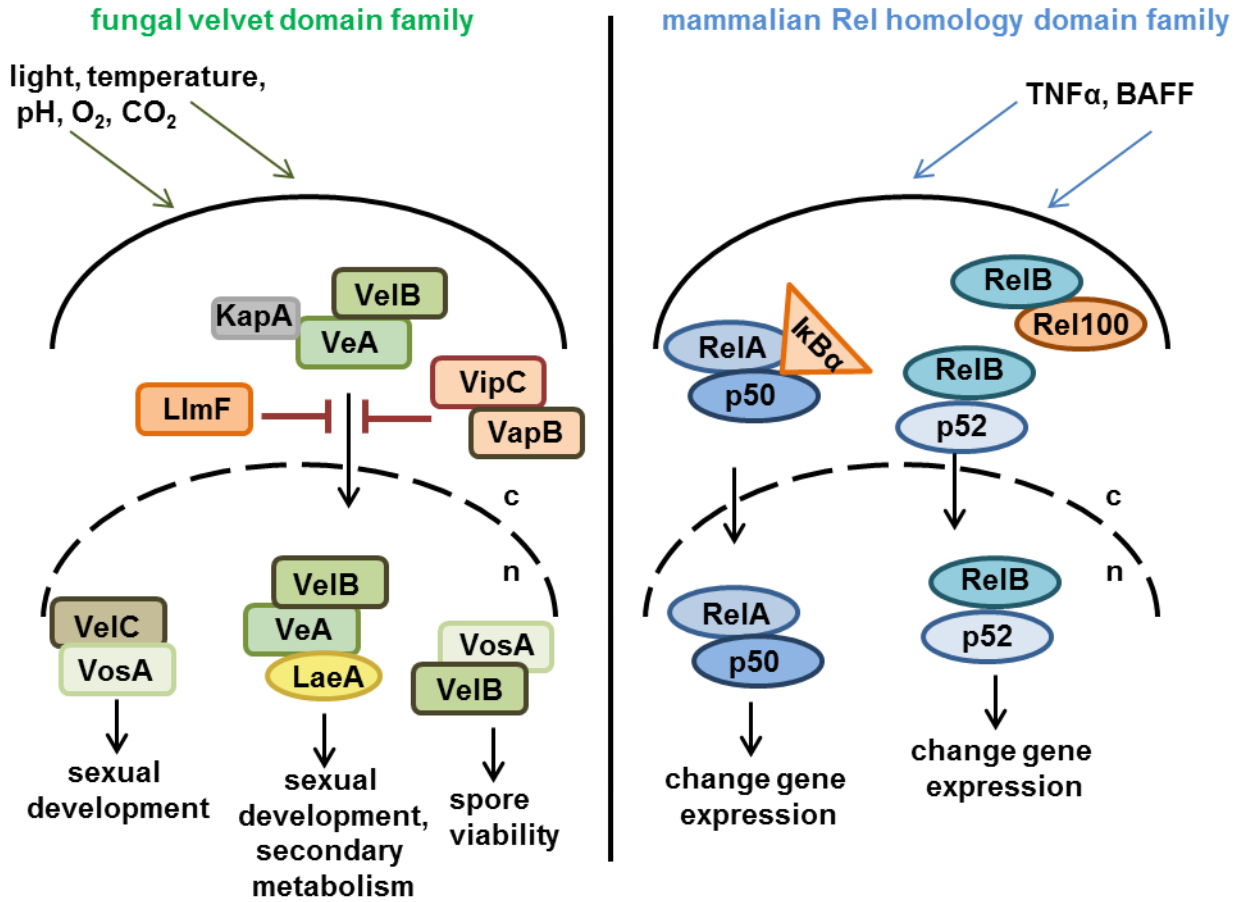 fungal velvet domain family
light, temperature,
pH, O₂, CO₂
KapA
VelB
VeA
LlmF
VipC
VapB
c
n
VelC
VosA
VelB
VeA
LaeA
VosA
VelB
sexual
development
sexual
development,
secondary
metabolism
spore
viability
mammalian Rel homology domain family
TNFα, BAFF
RelB
Rel100
RelA
IκBα
p50
RelB
p52
c
n
RelA
p50
RelB
p52
change gene
expression
change gene
expression